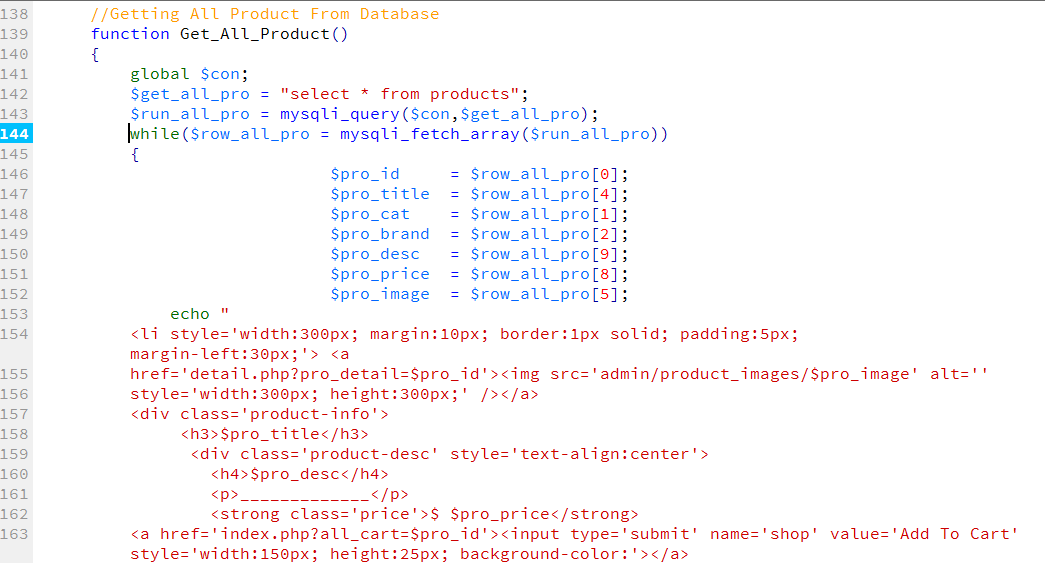 138 //Getting All Product From Database
139 function Get_All_Product()
140 {
141 global $con;
142 $get_all_pro = "select * from products";
143 $run_all_pro = mysqli_query($con,$get_all_pro);
144 while($row_all_pro = mysqli_fetch_array($run_all_pro))
145 {
146 $pro_id = $row_all_pro[0];
147 $pro_title = $row_all_pro[4];
148 $pro_cat = $row_all_pro[1];
149 $pro_brand = $row_all_pro[2];
150 $pro_desc = $row_all_pro[9];
151 $pro_price = $row_all_pro[8];
152 $pro_image = $row_all_pro[5];
153 echo "
154 <li style='width:300px; margin:10px; border:1px solid; padding:5px;
margin-left:30px;'> <a
155 href='detail.php?pro_detail=$pro_id'><img src='admin/product_images/$pro_image' alt=''
156 style='width:300px; height:300px;' /></a>
157 <div class='product-info'>
158 <h3>$pro_title</h3>
159 <div class='product-desc' style='text-align:center'>
160 <h4>$pro_desc</h4>
161 <p>_____________</p>
162 <strong class='price'>$ $pro_price</strong>
163 <a href='index.php?all_cart=$pro_id'><input type='submit' name='shop' value='Add To Cart'
style='width:150px; height:25px; background-color:'></a>